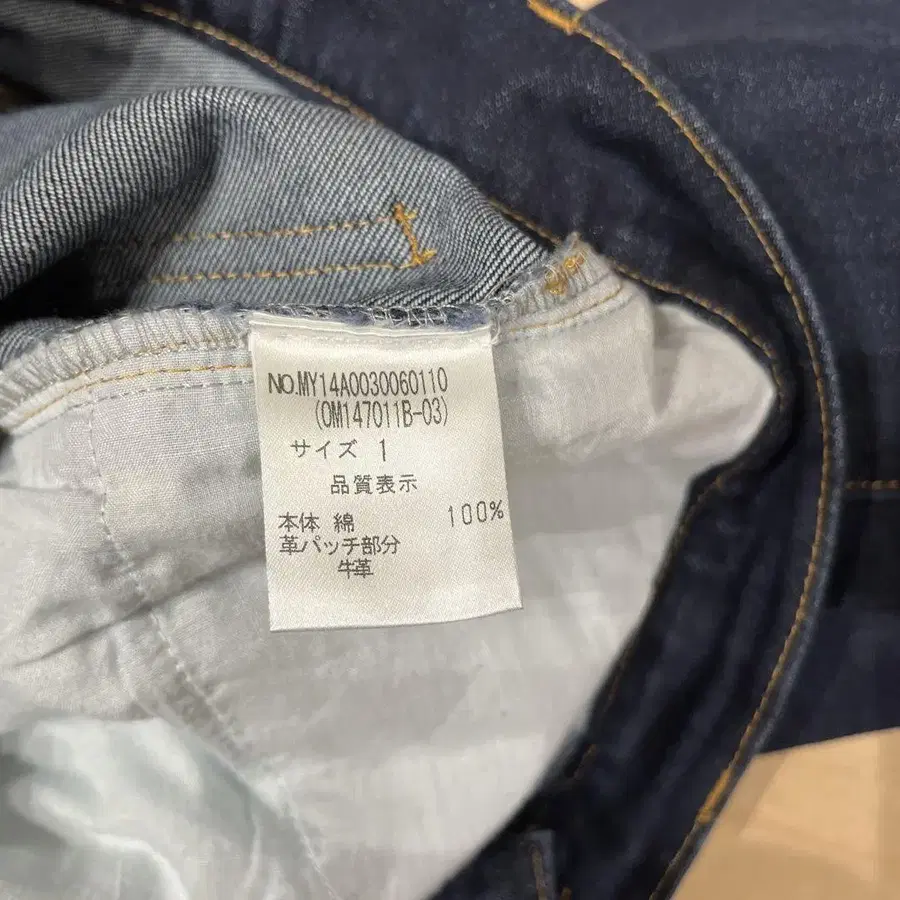 NO.MY14A0030060110
(OM147011B-03)
サイズ 1
品質表示
本体 綿 100%
革パッチ部分
牛革